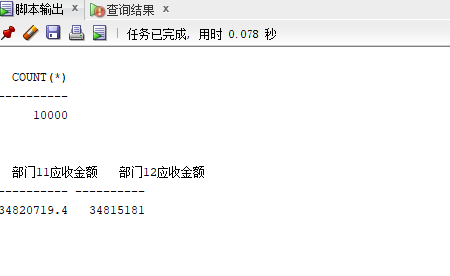 脚本输出 × 查询结果 ×
任务已完成, 用时 0.078 秒
COUNT(*)
----------
10000
部门11应收金额 部门12应收金额
---------- ----------
34820719.4 34815181